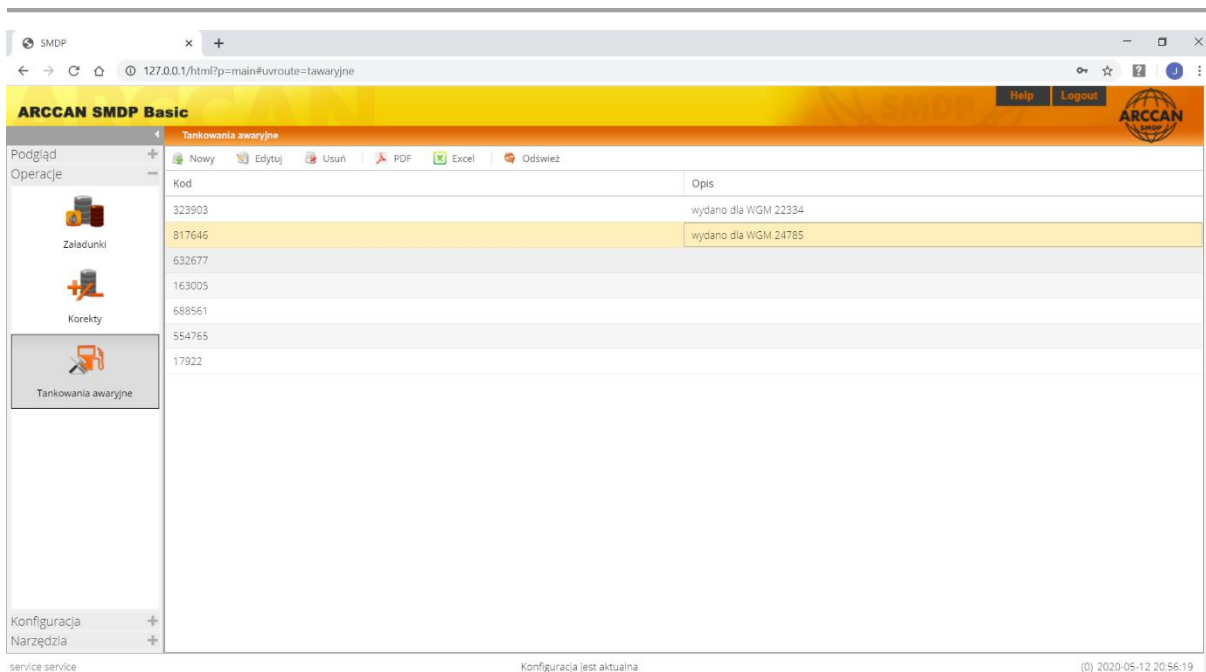 SMDP
127.0.0.1/html?p=main#uvroute=tawaryjne
J
ARCCAN SMDP Basic
ARCCAN
SMDP
Help
Logout
ARCCAN
SMDP
Tankowania awaryjne
Podgląd
Operacje
Załadunki
Korekty
Tankowania awaryjne
Konfiguracja
Narzędzia
Nowy Edytuj Usuń PDF Excel Odśwież
Kod Opis
323903 wydano dla WGM 22334
817646 wydano dla WGM 24785
632677
163005
688561
554765
17922
service service Konfiguracja jest aktualna (0) 2020-05-12 20:56:19